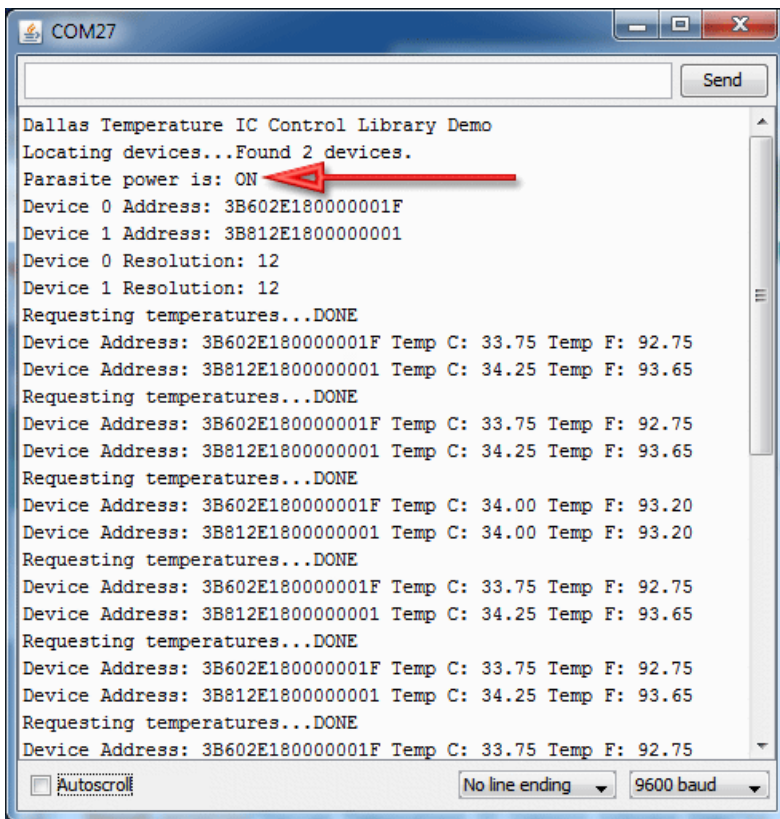 COM27
Send
Dallas Temperature IC Control Library Demo
Locating devices...Found 2 devices.
Parasite power is: ON
Device 0 Address: 3B602E180000001F
Device 1 Address: 3B812E1800000001
Device 0 Resolution: 12
Device 1 Resolution: 12
Requesting temperatures...DONE
Device Address: 3B602E180000001F Temp C: 33.75 Temp F: 92.75
Device Address: 3B812E1800000001 Temp C: 34.25 Temp F: 93.65
Requesting temperatures...DONE
Device Address: 3B602E180000001F Temp C: 33.75 Temp F: 92.75
Device Address: 3B812E1800000001 Temp C: 34.25 Temp F: 93.65
Requesting temperatures...DONE
Device Address: 3B602E180000001F Temp C: 34.00 Temp F: 93.20
Device Address: 3B812E1800000001 Temp C: 34.00 Temp F: 93.20
Requesting temperatures...DONE
Device Address: 3B602E180000001F Temp C: 33.75 Temp F: 92.75
Device Address: 3B812E1800000001 Temp C: 34.25 Temp F: 93.65
Requesting temperatures...DONE
Device Address: 3B602E180000001F Temp C: 33.75 Temp F: 92.75
Device Address: 3B812E1800000001 Temp C: 34.25 Temp F: 93.65
Requesting temperatures...DONE
Device Address: 3B602E180000001F Temp C: 33.75 Temp F: 92.75
Autoscroll No line ending 9600 baud